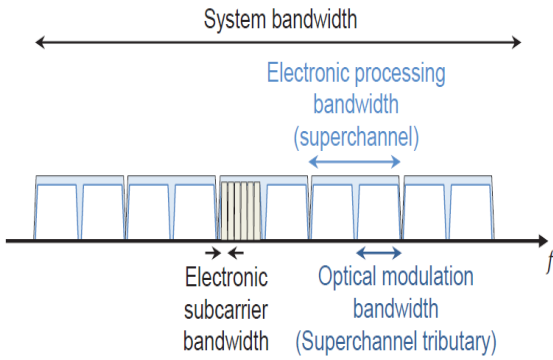 System bandwidth
Electronic processing
bandwidth
(superchannel)
f
Electronic
subcarrier
bandwidth
Optical modulation
bandwidth
(Superchannel tributary)